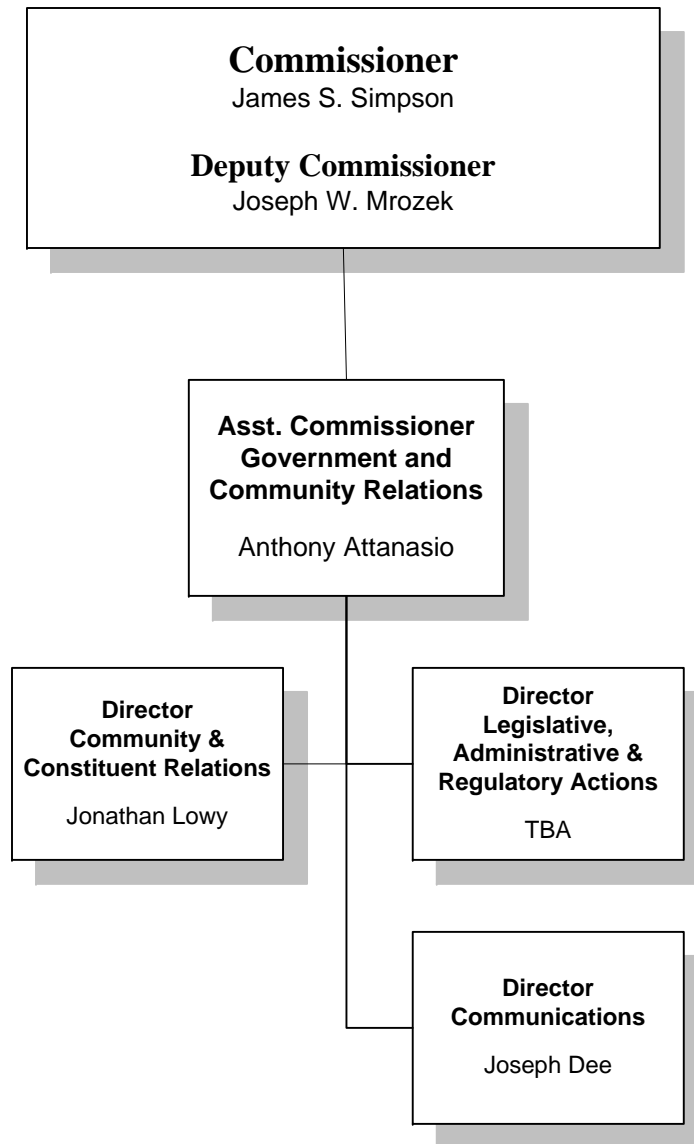 Commissioner
James S. Simpson
Deputy Commissioner
Joseph W. Mrozek
Asst. Commissioner
Government and
Community Relations
Anthony Attanasio
Director
Community &
Constituent Relations
Jonathan Lowy
Director
Legislative,
Administrative &
Regulatory Actions
TBA
Director
Communications
Joseph Dee